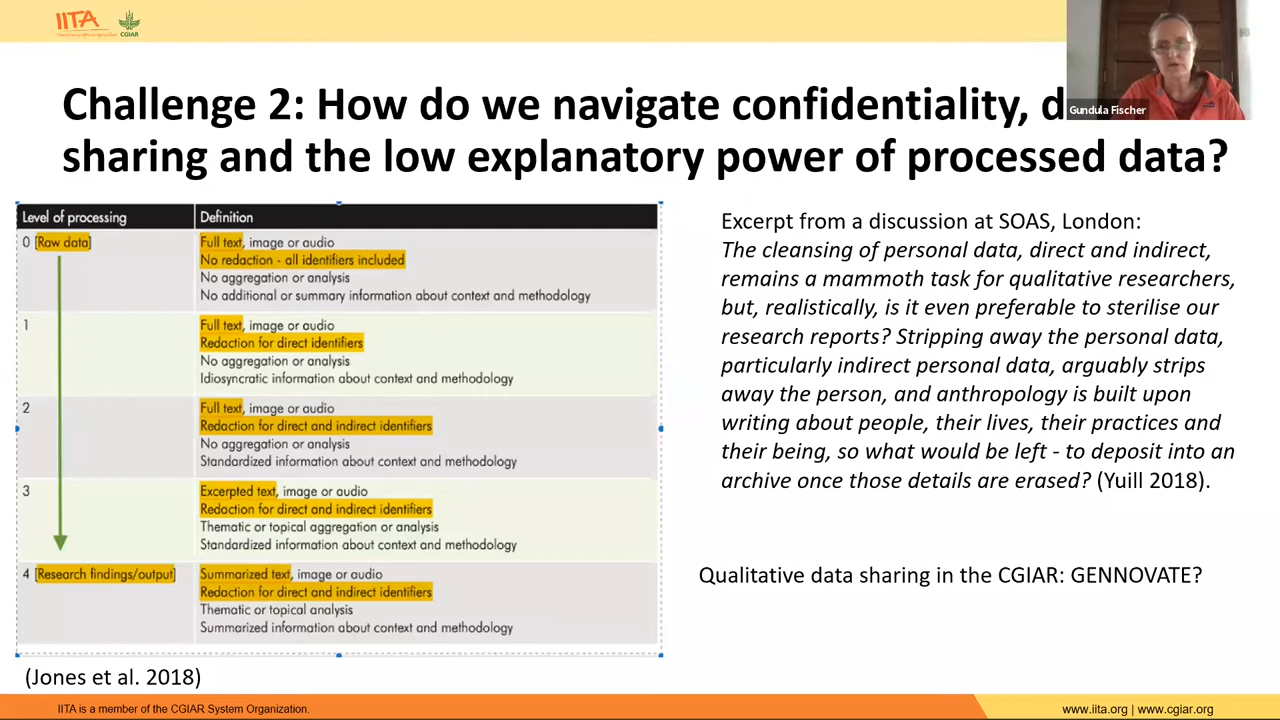 IITA
CGIAR
Gundula Fischer
Challenge 2: How do we navigate confidentiality, d
sharing and the low explanatory power of processed data?
Level of processing Definition
0 [Raw data] Full text, image or audio
No redaction - all identifiers included
No aggregation or analysis
No additional or summary information about context and methodology
1 Full text, image or audio
Redaction for direct identifiers
No aggregation or analysis
Idiosyncratic information about context and methodology
2 Full text, image or audio
Redaction for direct and indirect identifiers
No aggregation or analysis
Standardized information about context and methodology
3 Excerpted text, image or audio
Redaction for direct and indirect identifiers
Thematic or topical aggregation or analysis
Standardized information about context and methodology
4 [Research findings/output] Summarized text, image or audio
Redaction for direct and indirect identifiers
Thematic or topical analysis
Summarized information about context and methodology
(Jones et al. 2018)
Excerpt from a discussion at SOAS, London:
The cleansing of personal data, direct and indirect,
remains a mammoth task for qualitative researchers,
but, realistically, is it even preferable to sterilise our
research reports? Stripping away the personal data,
particularly indirect personal data, arguably strips
away the person, and anthropology is built upon
writing about people, their lives, their practices and
their being, so what would be left - to deposit into an
archive once those details are erased? (Yuill 2018).
Qualitative data sharing in the CGIAR: GENNOVATE?
IITA is a member of the CGIAR System Organization.
www.iita.org | www.cgiar.org